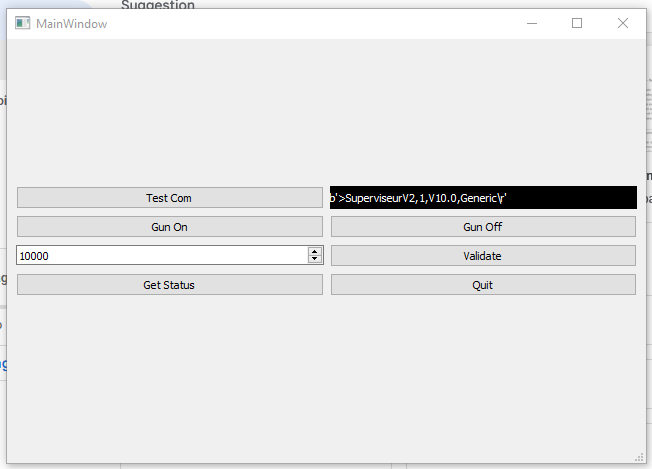 Suggestion
MainWindow
Test Com
b'>SuperviseurV2,1,V10.0,Generic\r'
Gun On
Gun Off
10000
Validate
Get Status
Quit